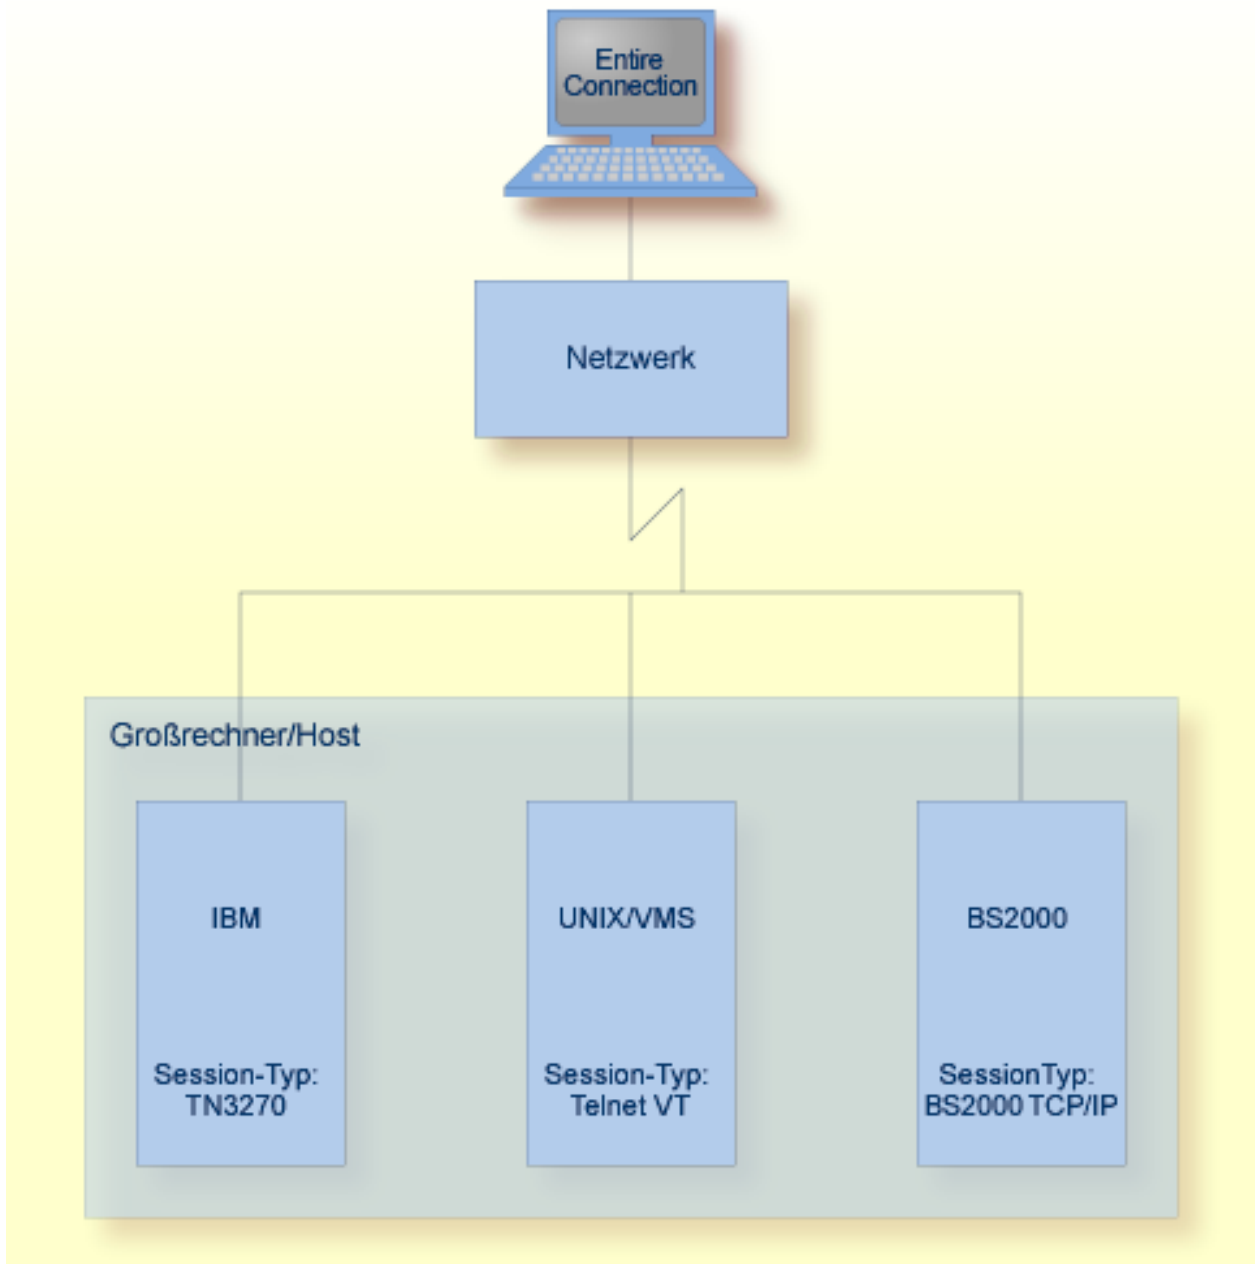 Entire
Connection
Netzwerk
Großrechner/Host
IBM
UNIX/VMS
BS2000
Session-Typ:
TN3270
Session-Typ:
Telnet VT
SessionTyp:
BS2000 TCP/IP